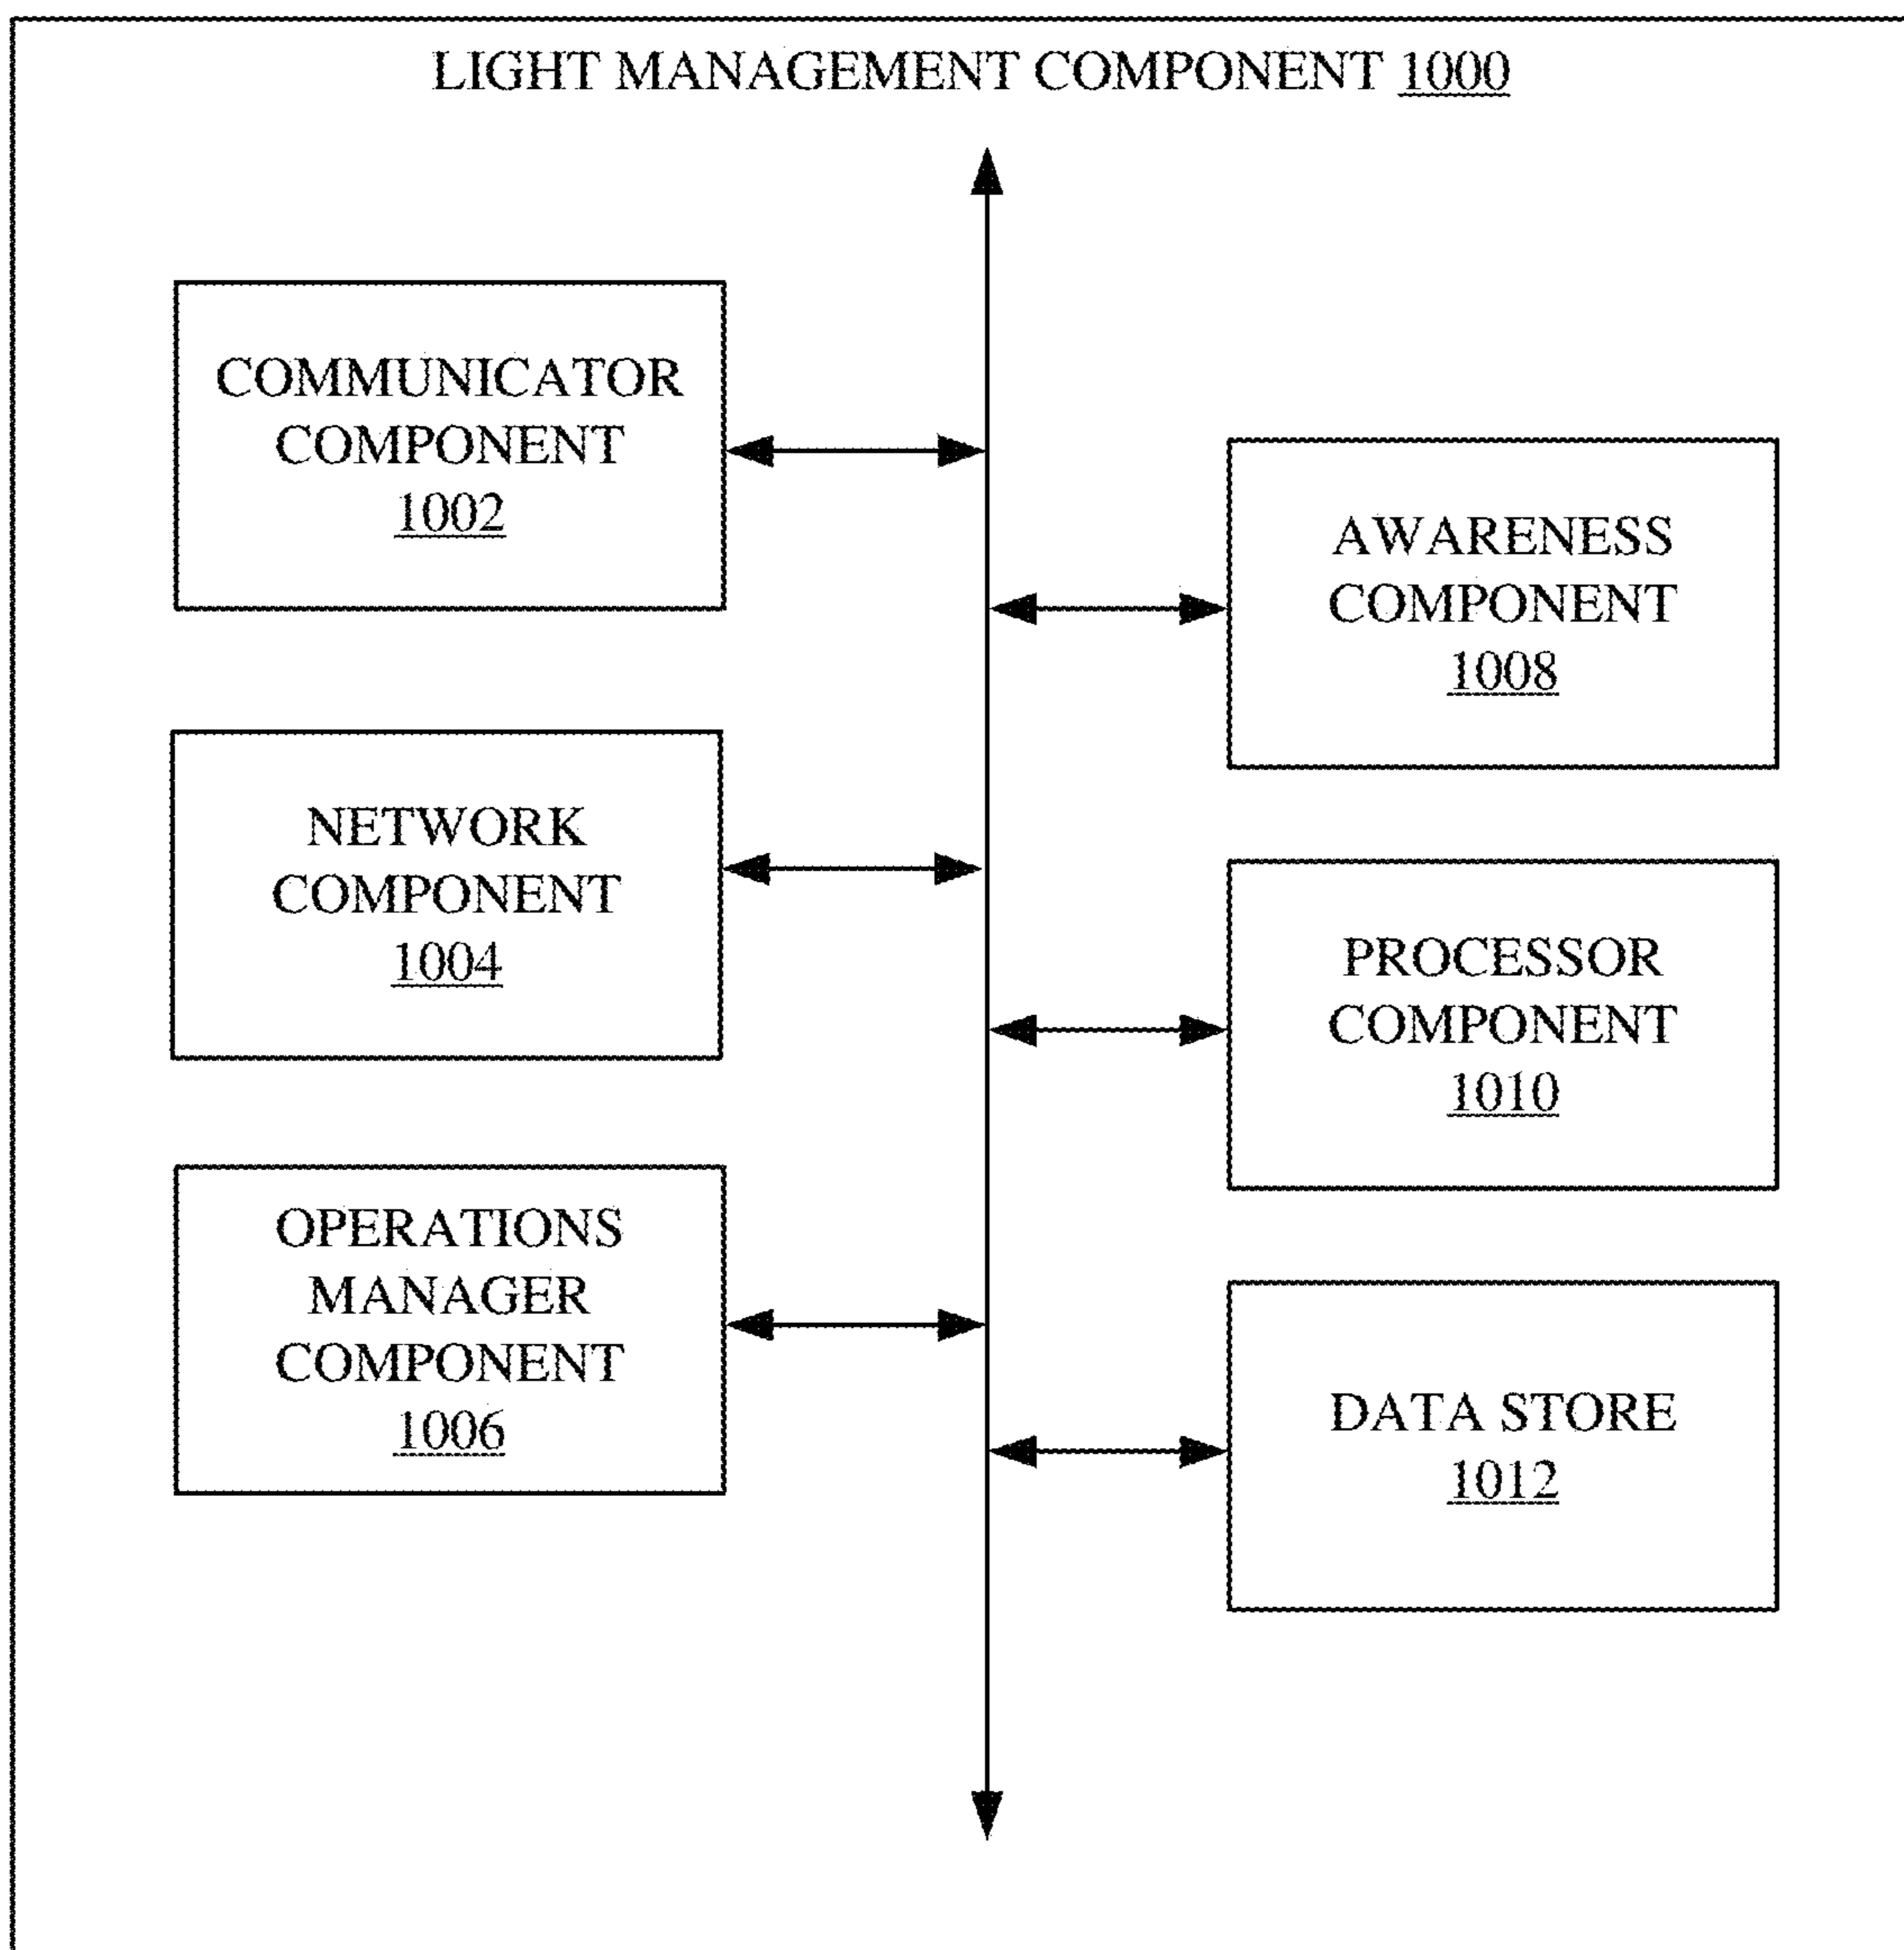 LIGHT MANAGEMENT COMPONENT 1000
COMMUNICATOR
COMPONENT
1002
NETWORK
COMPONENT
1004
OPERATIONS
MANAGER
COMPONENT
1006
AWARENESS
COMPONENT
1008
PROCESSOR
COMPONENT
1010
DATA STORE
1012